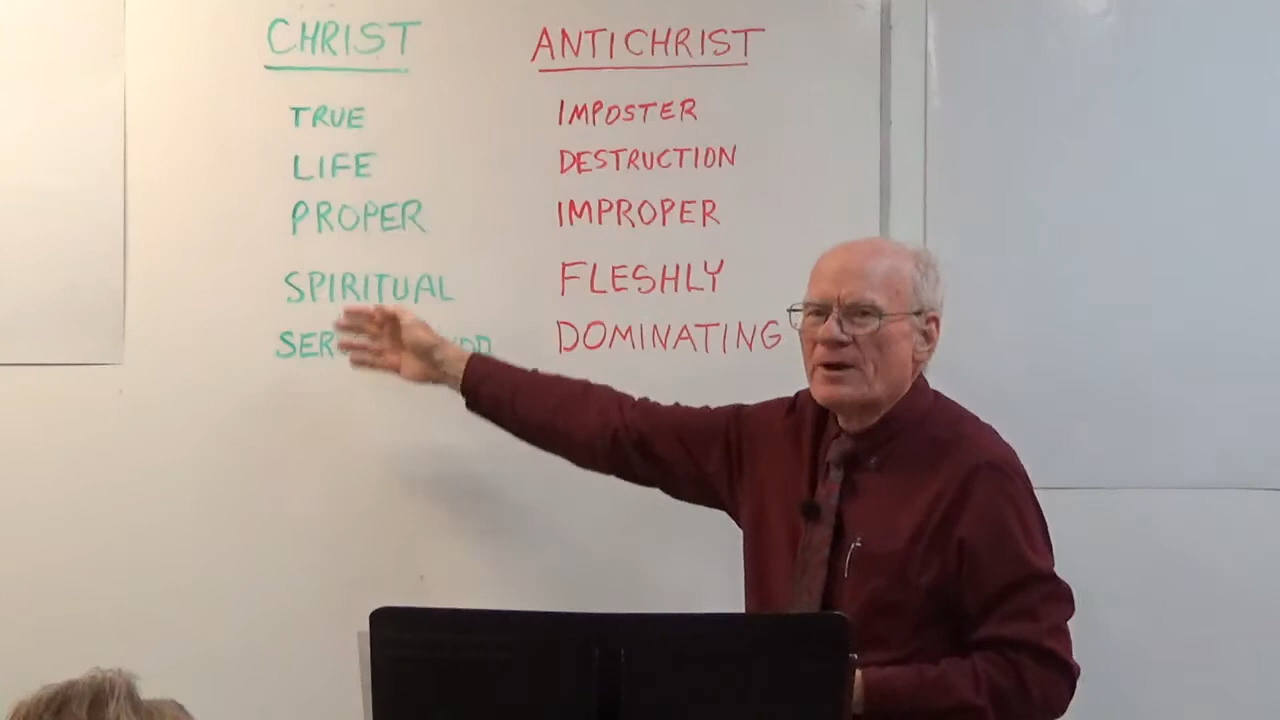 CHRIST ANTICHRIST
TRUE IMPOSTER
LIFE DESTRUCTION
PROPER IMPROPER
SPIRITUAL FLESHLY
DOMINATING